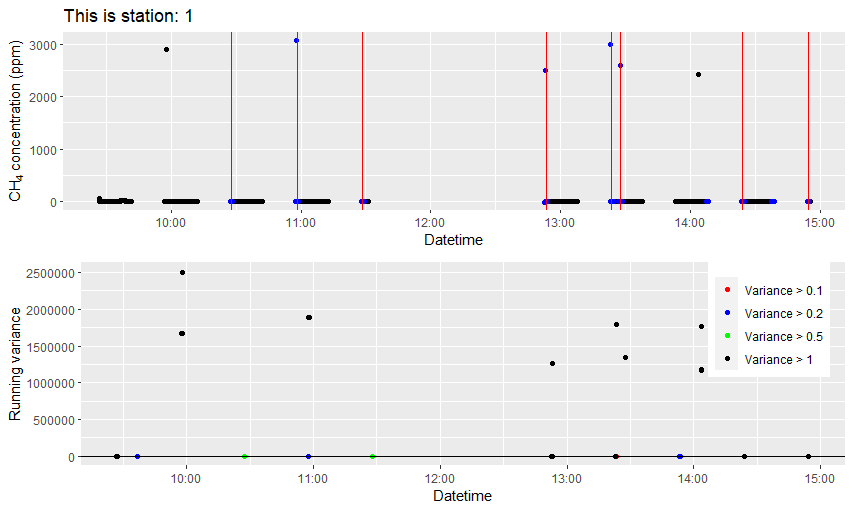 This is station: 1
CH4 concentration (ppm)
3000
2000
1000
0
10:00 11:00 12:00 13:00 14:00 15:00
Datetime
Running variance
2500000
2000000
1500000
1000000
500000
0
Variance > 0.1
Variance > 0.2
Variance > 0.5
Variance > 1
10:00 11:00 12:00 13:00 14:00 15:00
Datetime